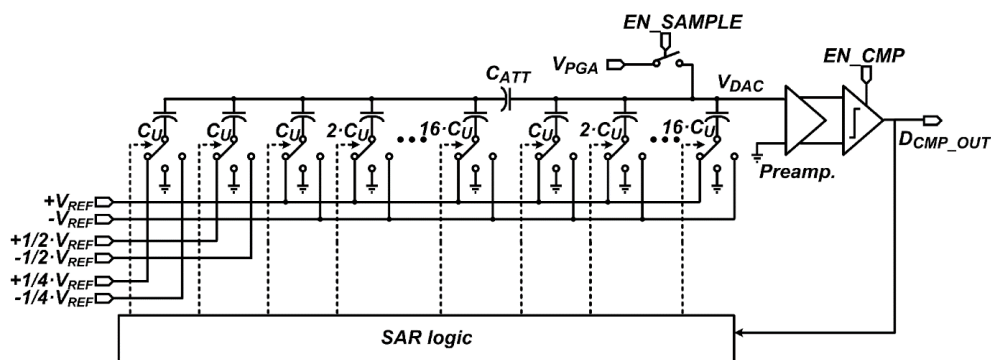 EN_SAMPLE
V_PGA
EN_CMP
C_ATT
V_DAC
C_U C_U C_U 2·C_U ••• 16·C_U C_U 2·C_U ••• 16·C_U
D_CMP_OUT
Preamp.
+V_REF
-V_REF
+1/2·V_REF
-1/2·V_REF
+1/4·V_REF
-1/4·V_REF
SAR logic